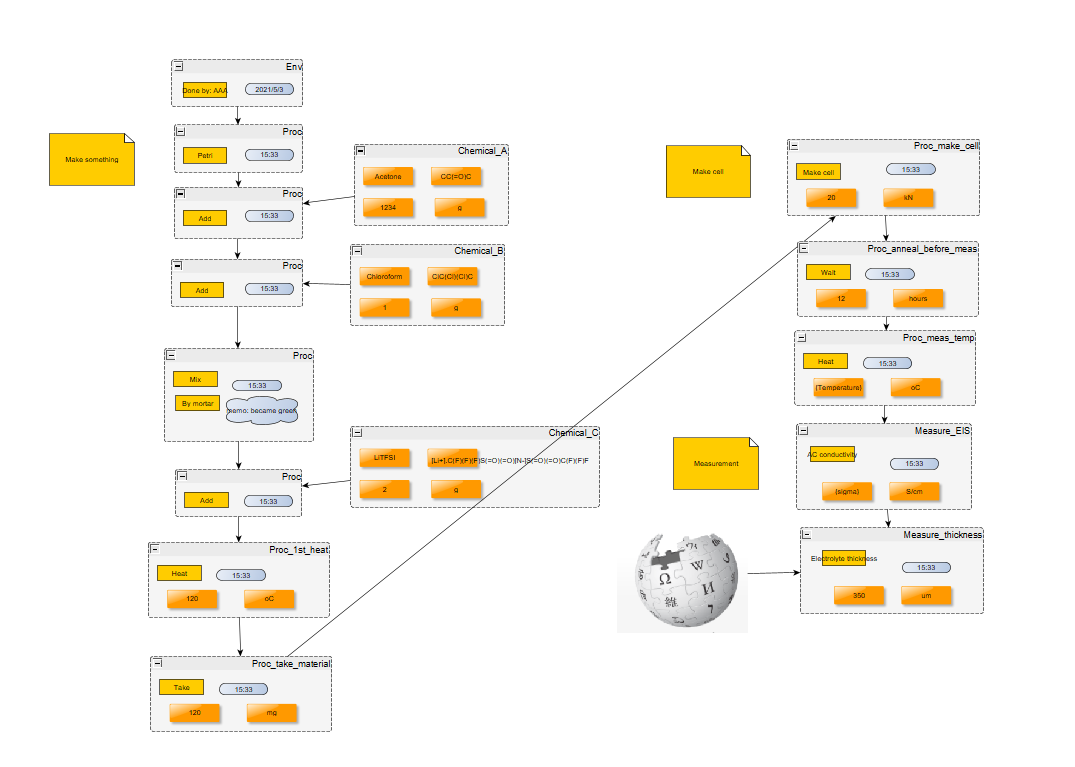 Env
Done by: AAA
2021/5/3
Make something
Proc
Petri
15:33
Proc
Add
15:33
Chemical_A
Acetone
CC(=O)C
1234
g
Proc
Add
15:33
Chemical_B
Chloroform
1
g
Proc
Mix
15:33
By mortar
memo: became green
Proc
Add
15:33
Chemical_C
LiTFSI
[Li+].C(F)(F)(F)S(=O)(=O)[N-]S(=O)(=O)C(F)(F)F
2
g
Proc_1st_heat
Heat
15:33
120
oC
Proc_take_material
Take
15:33
120
mg
Make cell
Proc_make_cell
Make cell
15:33
20
kN
Proc_anneal_before_meas
Wait
15:33
12
hours
Proc_meas_temp
Heat
15:33
{Temperature}
oC
Measurement
Measure_EIS
AC conductivity
15:33
{sigma}
S/cm
Measure_thickness
Electrolyte thickness
15:33
350
um
Ω
W
И
維
7